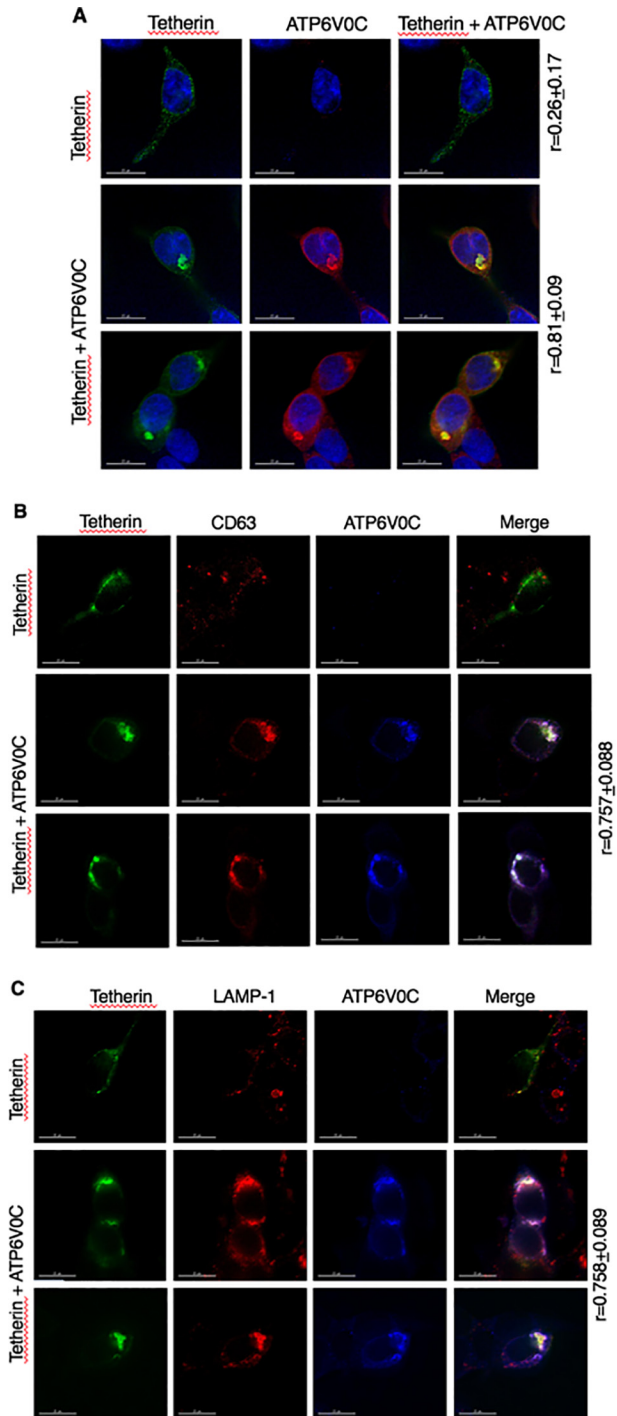 A
Tetherin ATP6V0C Tetherin + ATP6V0C
Tetherin
r=0.26+0.17
Tetherin + ATP6V0C
r=0.81+0.09
B
Tetherin CD63 ATP6V0C Merge
Tetherin
Tetherin + ATP6V0C
r=0.757+0.088
C
Tetherin LAMP-1 ATP6V0C Merge
Tetherin
Tetherin + ATP6V0C
r=0.758+0.089